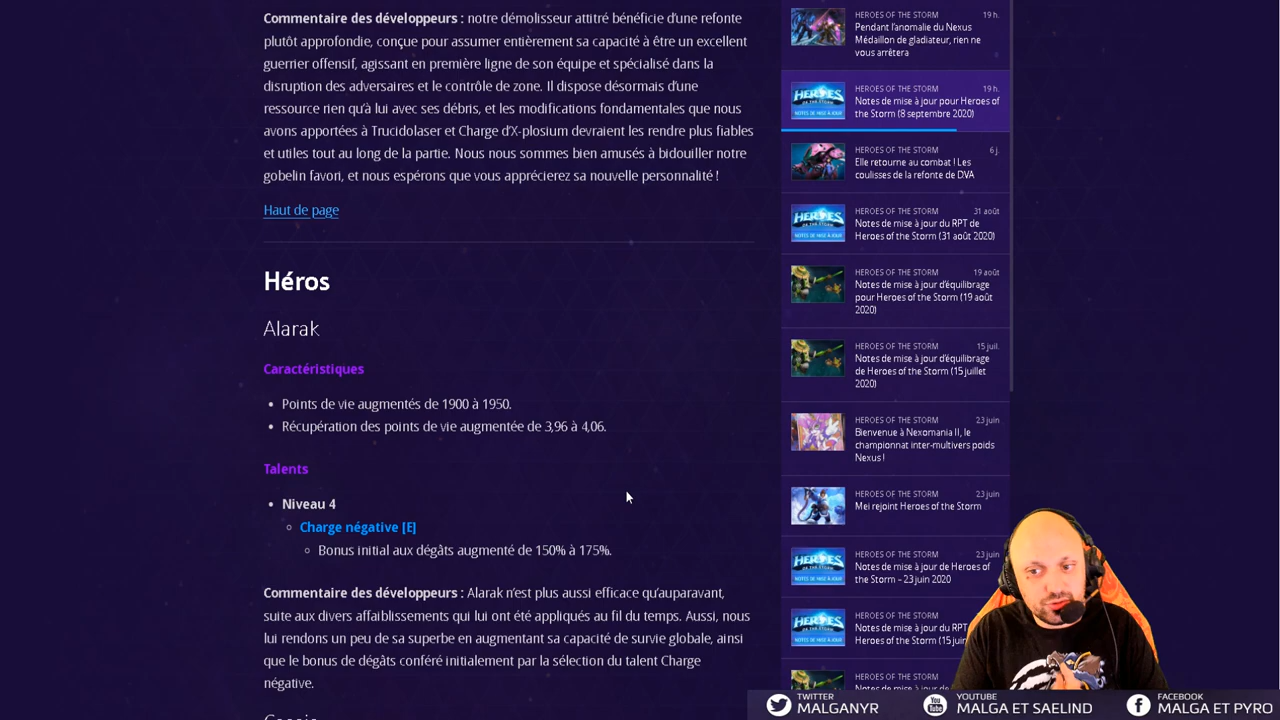 Commentaire des développeurs : notre démolisseur attitré bénéficie d'une refonte
plutôt approfondie, conçue pour assumer entièrement sa capacité à être un excellent
guerrier offensif, agissant en première ligne de son équipe et spécialisé dans la
disruption des adversaires et le contrôle de zone. Il dispose désormais d'une
ressource rien qu'à lui avec ses débris, et les modifications fondamentales que nous
avons apportées à Trucidolaser et Charge d'X-plosium devraient les rendre plus fiables
et utiles tout au long de la partie. Nous nous sommes bien amusés à bidouiller notre
gobelin favori, et nous espérons que vous apprécierez sa nouvelle personnalité !
Haut de page
Héros
Alarak
Caractéristiques
• Points de vie augmentés de 1900 à 1950.
• Récupération des points de vie augmentée de 3,96 à 4,06.
Talents
• Niveau 4
◦ Charge négative [E]
◦ Bonus initial aux dégâts augmenté de 150% à 175%.
Commentaire des développeurs : Alarak n'est plus aussi efficace qu'auparavant,
suite aux divers affaiblissements qui lui ont été appliqués au fil du temps. Aussi, nous
lui rendons un peu de sa superbe en augmentant sa capacité de survie globale, ainsi
que le bonus de dégâts conféré initialement par la sélection du talent Charge
négative.
HEROES OF THE STORM 19 h.
Pendant l'anomalie du Nexus
Médaillon de gladiateur, rien ne
vous arrêtera
HEROES OF THE STORM 19 h.
Notes de mise à jour pour Heroes of
the Storm (8 septembre 2020)
HEROES OF THE STORM 6 j.
Elle retourne au combat ! Les
coulisses de la refonte de DVA
HEROES OF THE STORM 31 août
Notes de mise à jour du RPT de
Heroes of the Storm (31 août 2020)
HEROES OF THE STORM 19 août
Notes de mise à jour d'équilibrage
pour Heroes of the Storm (19 août
2020)
HEROES OF THE STORM 15 juil.
Notes de mise à jour d'équilibrage
de Heroes of the Storm (15 juillet
2020)
HEROES OF THE STORM 23 juin
Bienvenue à Nexomania II, le
championnat inter-multivers poids
Nexus !
HEROES OF THE STORM 23 juin
Mei rejoint Heroes of the Storm
HEROES OF THE STORM 23 juin
Notes de mise à jour de Heroes of
the Storm – 23 juin 2020
HEROES OF THE STORM
Notes de mise à jour du RPT
Heroes of the Storm (15 juin
HEROES OF THE STORM
TWITTER
MALGANYR
YOUTUBE
MALGA ET SAELIND
FACEBOOK
MALGA ET PYRO